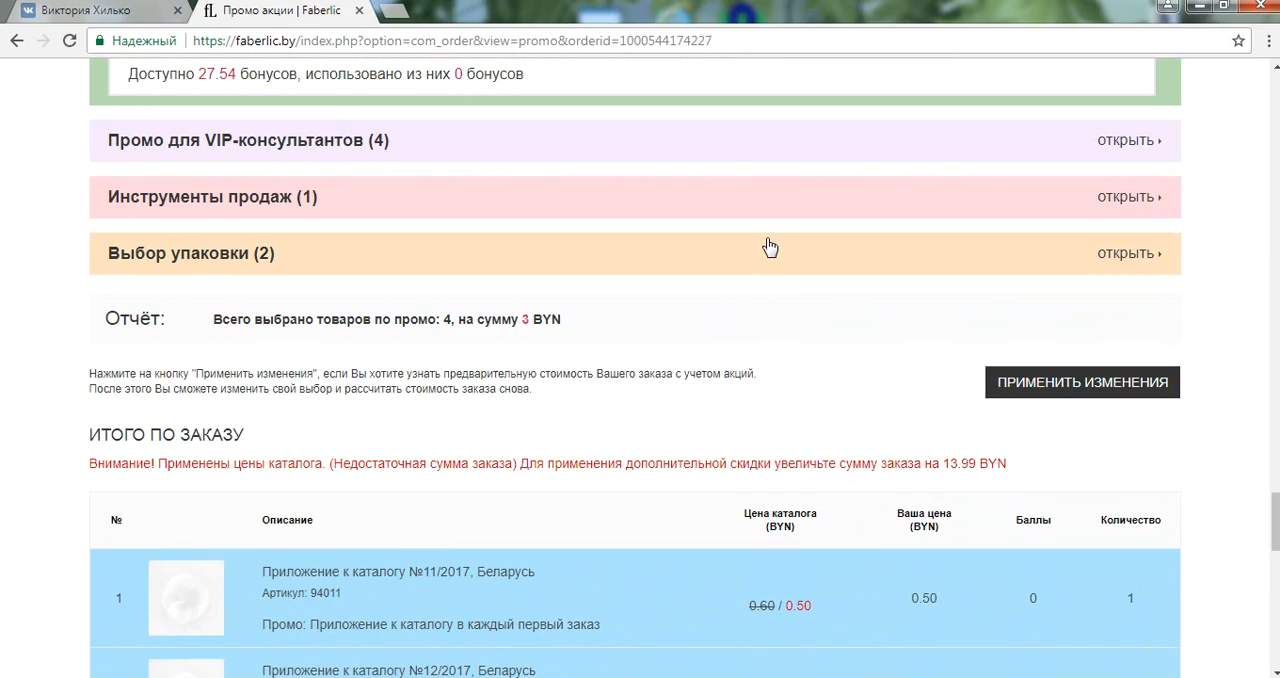 Виктория Хилько
Промо акции | Faberlic
Надежный
https://faberlic.by/index.php?option=com_order&view=promo&orderid=1000544174227
Доступно 27.54 бонусов, использовано из них 0 бонусов
Промо для VIP-консультантов (4)
открыть
Инструменты продаж (1)
открыть
Выбор упаковки (2)
открыть
Отчёт:
Всего выбрано товаров по промо: 4, на сумму 3 BYN
Нажмите на кнопку "Применить изменения", если Вы хотите узнать предварительную стоимость Вашего заказа с учетом акций.
После этого Вы сможете изменить свой выбор и рассчитать стоимость заказа снова.
ПРИМЕНИТЬ ИЗМЕНЕНИЯ
ИТОГО ПО ЗАКАЗУ
Внимание! Применены цены каталога. (Недостаточная сумма заказа) Для применения дополнительной скидки увеличьте сумму заказа на 13.99 BYN
№ Описание Цена каталога (BYN) Ваша цена (BYN) Баллы Количество
Приложение к каталогу №11/2017, Беларусь
Артикул: 94011
1 0.60 / 0.50 0.50 0 1
Промо: Приложение к каталогу в каждый первый заказ
Приложение к каталогу №12/2017, Беларусь